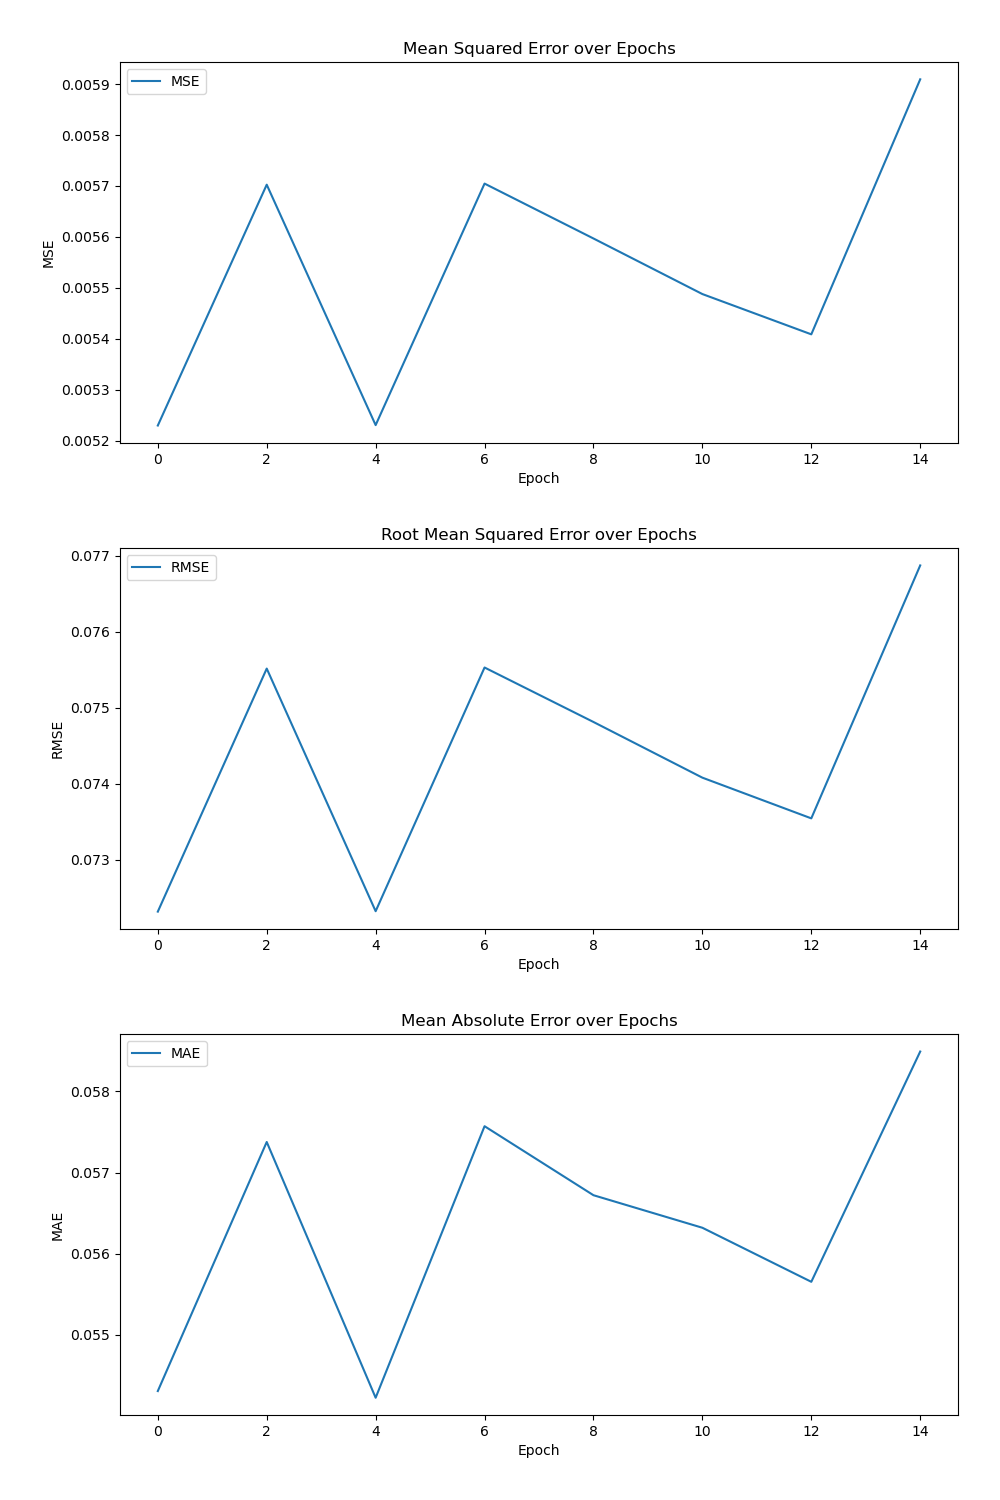 Mean Squared Error over Epochs
MSE
0.0059
0.0058
0.0057
0.0056
0.0055
0.0054
0.0053
0.0052
MSE
0 2 4 6 8 10 12 14
Epoch
Root Mean Squared Error over Epochs
RMSE
0.077
0.076
0.075
0.074
0.073
RMSE
0 2 4 6 8 10 12 14
Epoch
Mean Absolute Error over Epochs
MAE
0.058
0.057
0.056
0.055
MAE
0 2 4 6 8 10 12 14
Epoch